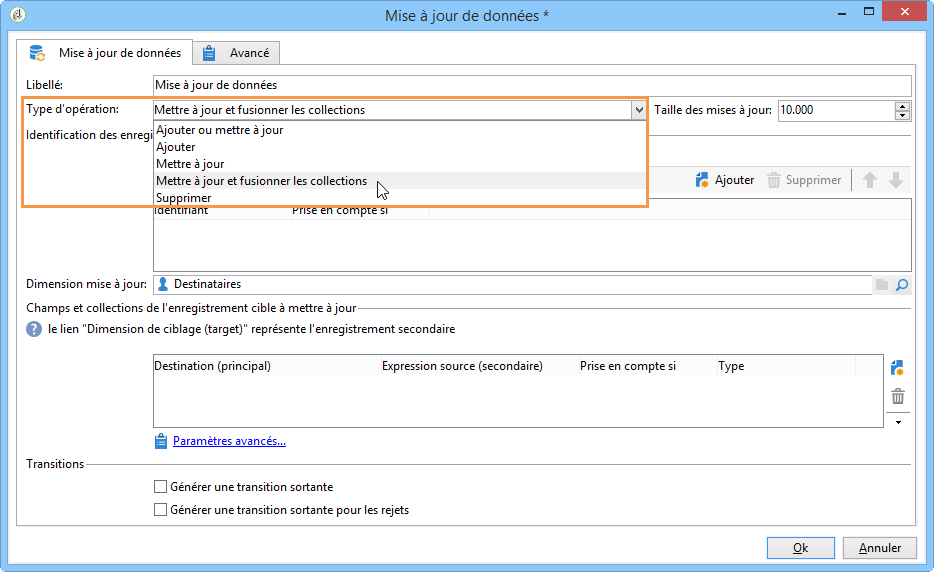 Mise à jour de données *
Mise à jour de données
Avancé
Libellé:
Mise à jour de données
Type d'opération:
Mettre à jour et fusionner les collections
Taille des mises à jour:
10.000
Identification des enregi
Ajouter ou mettre à jour
Ajouter
Mettre à jour
Mettre à jour et fusionner les collections
Supprimer
Ajouter
Supprimer
Identifiant
Prise en compte si
Dimension mise à jour:
Destinataires
Champs et collections de l'enregistrement cible à mettre à jour
? le lien "Dimension de ciblage (target)" représente l'enregistrement secondaire
Destination (principal)
Expression source (secondaire)
Prise en compte si
Type
Paramètres avancés...
Transitions
Générer une transition sortante
Générer une transition sortante pour les rejets
Ok
Annuler